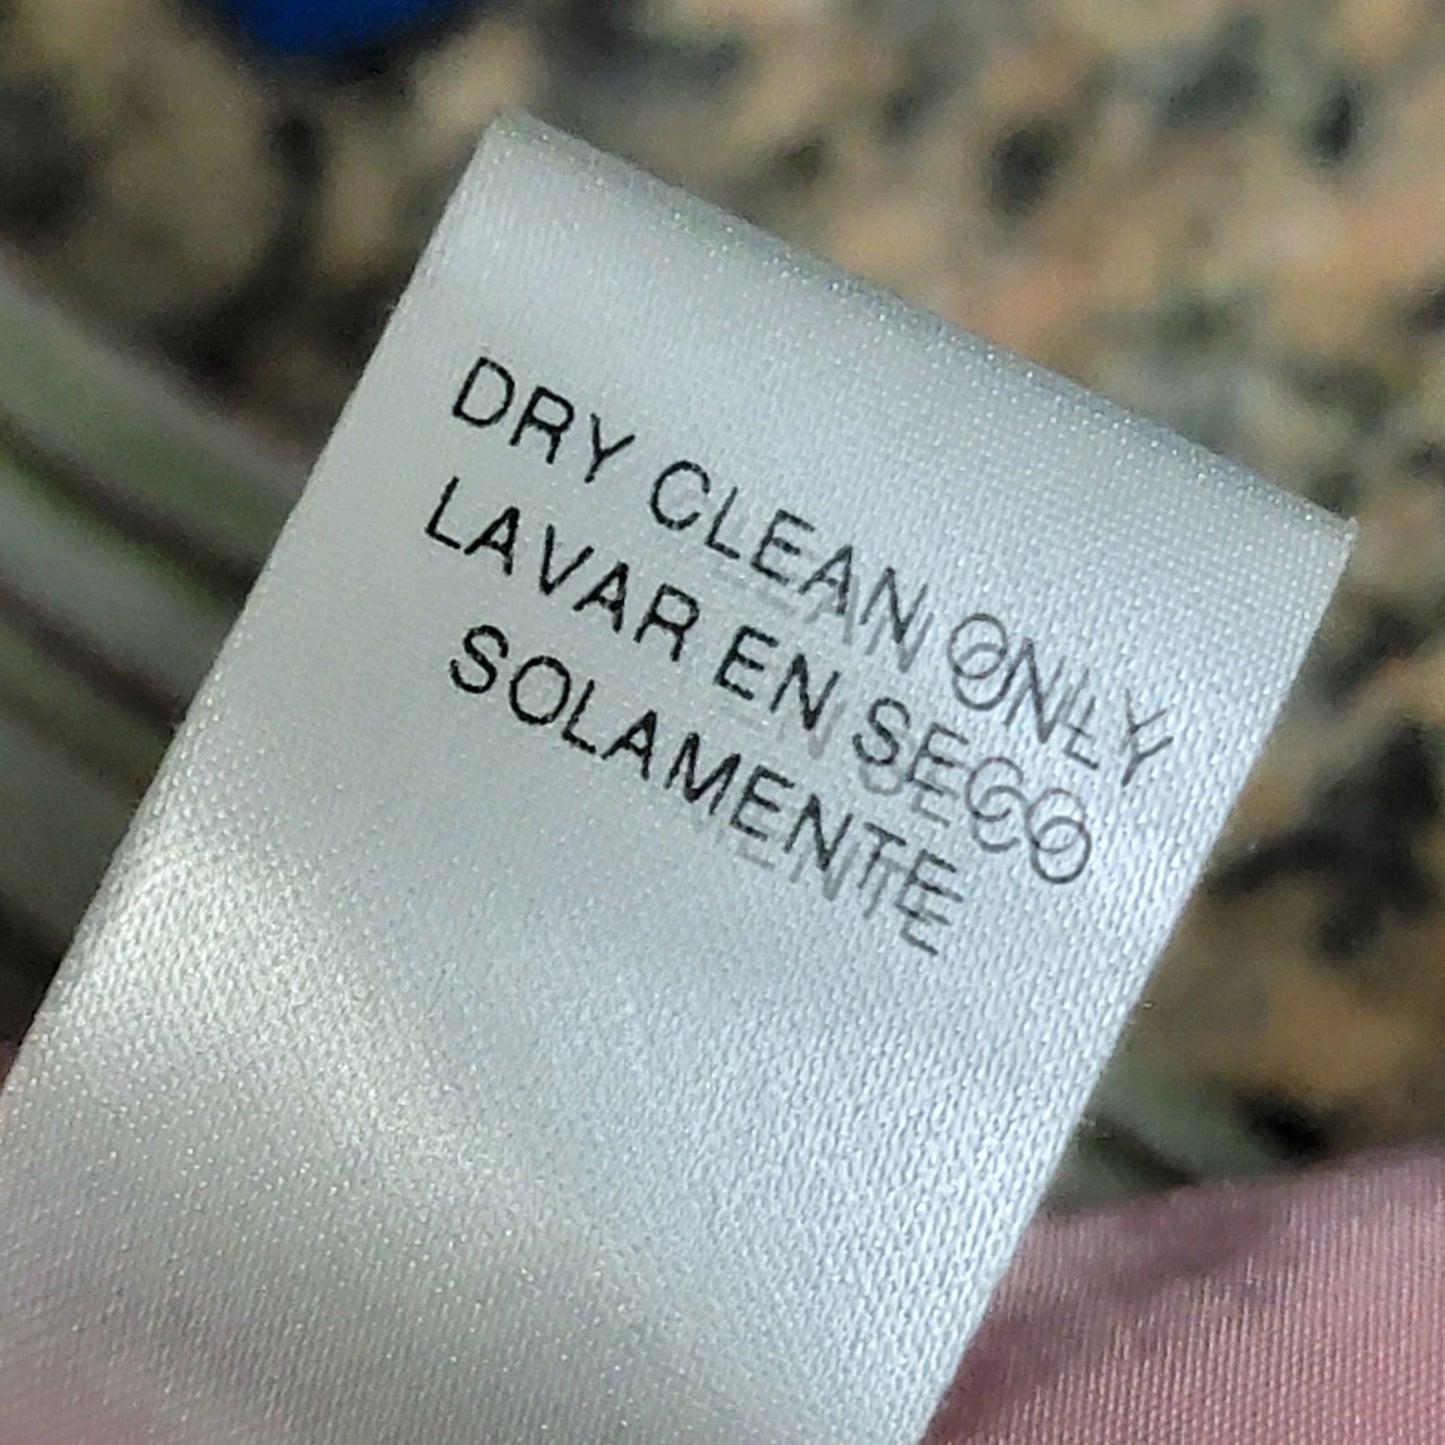 DRY CLEAN ONLY
LAVAR EN SECO
SOLAMENTE